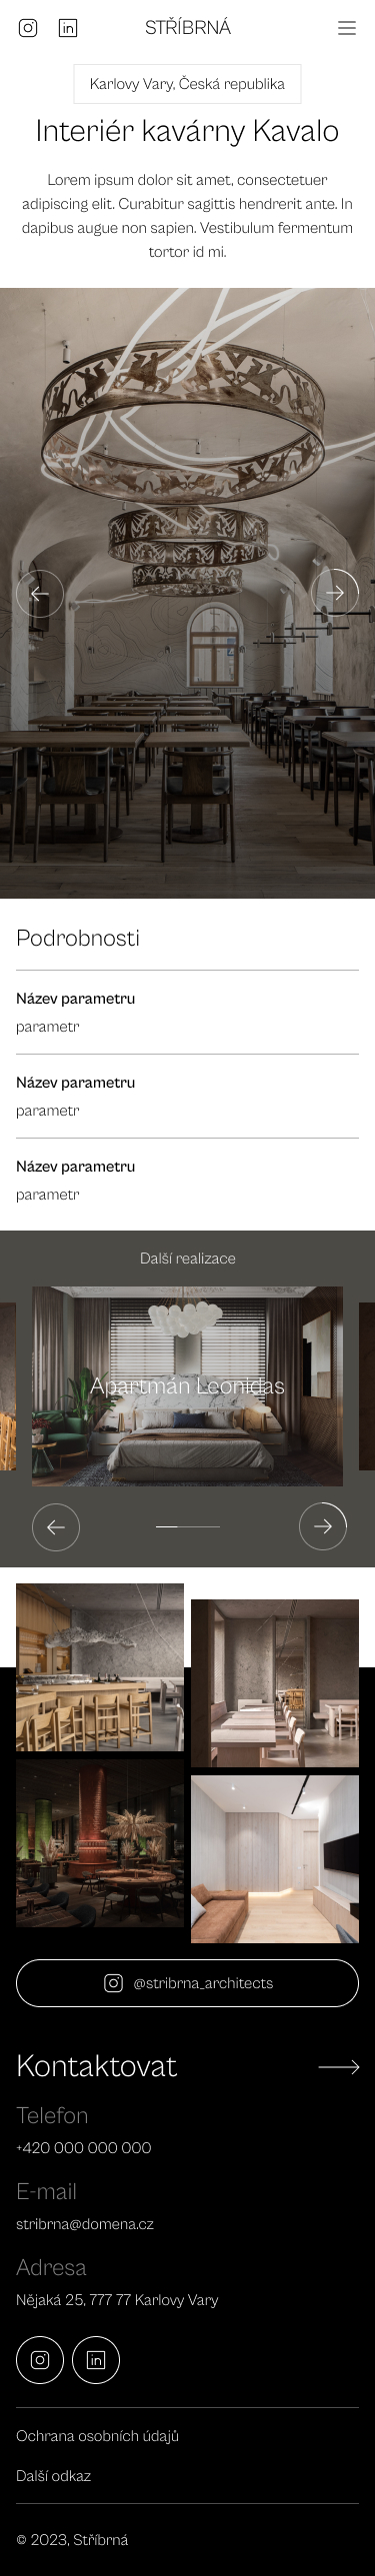 STŘÍBRNÁ
Karlovy Vary, Česká republika
Interiér kavárny Kavalo
Lorem ipsum dolor sit amet, consectetuer
adipiscing elit. Curabitur sagittis hendrerit ante. In
dapibus augue non sapien. Vestibulum fermentum
tortor id mi.
Podrobnosti
Název parametru
parametr
Název parametru
parametr
Název parametru
parametr
Další realizace
Apartmán Leonidas
@stribrna_architects
Kontaktovat
Telefon
+420 000 000 000
E-mail
stribrna@domena.cz
Adresa
Nějaká 25, 777 77 Karlovy Vary
Ochrana osobních údajů
Další odkaz
© 2023, Stříbrná